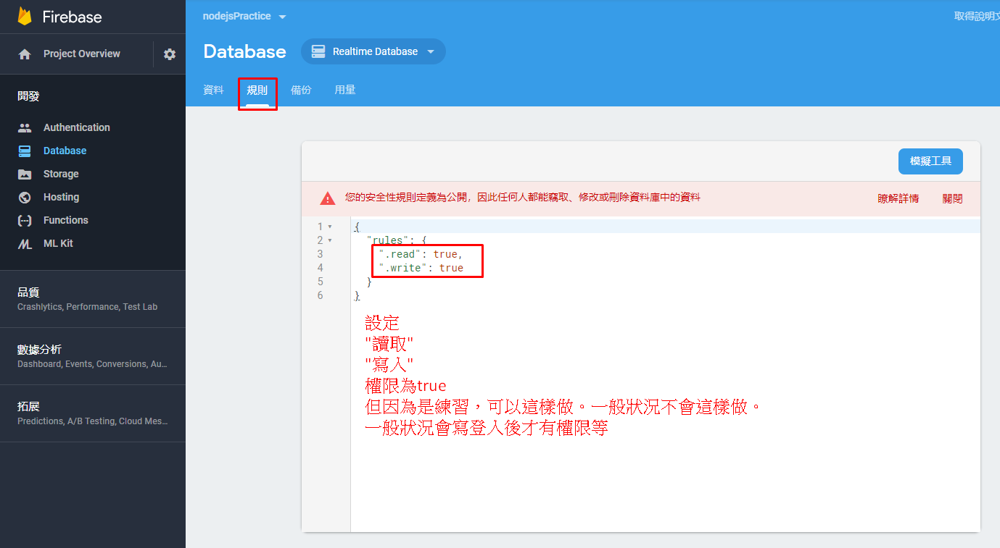 Firebase
nodejsPractice
取得說明文
Project Overview
Database
Realtime Database
資料
規則
備份
用量
開發
Authentication
Database
Storage
Hosting
Functions
ML Kit
品質
Crashlytics, Performance, Test Lab
數據分析
Dashboard, Events, Conversions, Au...
拓展
Predictions, A/B Testing, Cloud Mes...
模擬工具
您的安全性規則定義為公開，因此任何人都能竊取、修改或刪除資料庫中的資料
瞭解詳情
關閉
1 {
2 "rules": {
3 ".read": true,
4 ".write": true
5 }
6 }
設定
"讀取"
"寫入"
權限為true
但因為是練習，可以這樣做。一般狀況不會這樣做。
一般狀況會寫登入後才有權限等